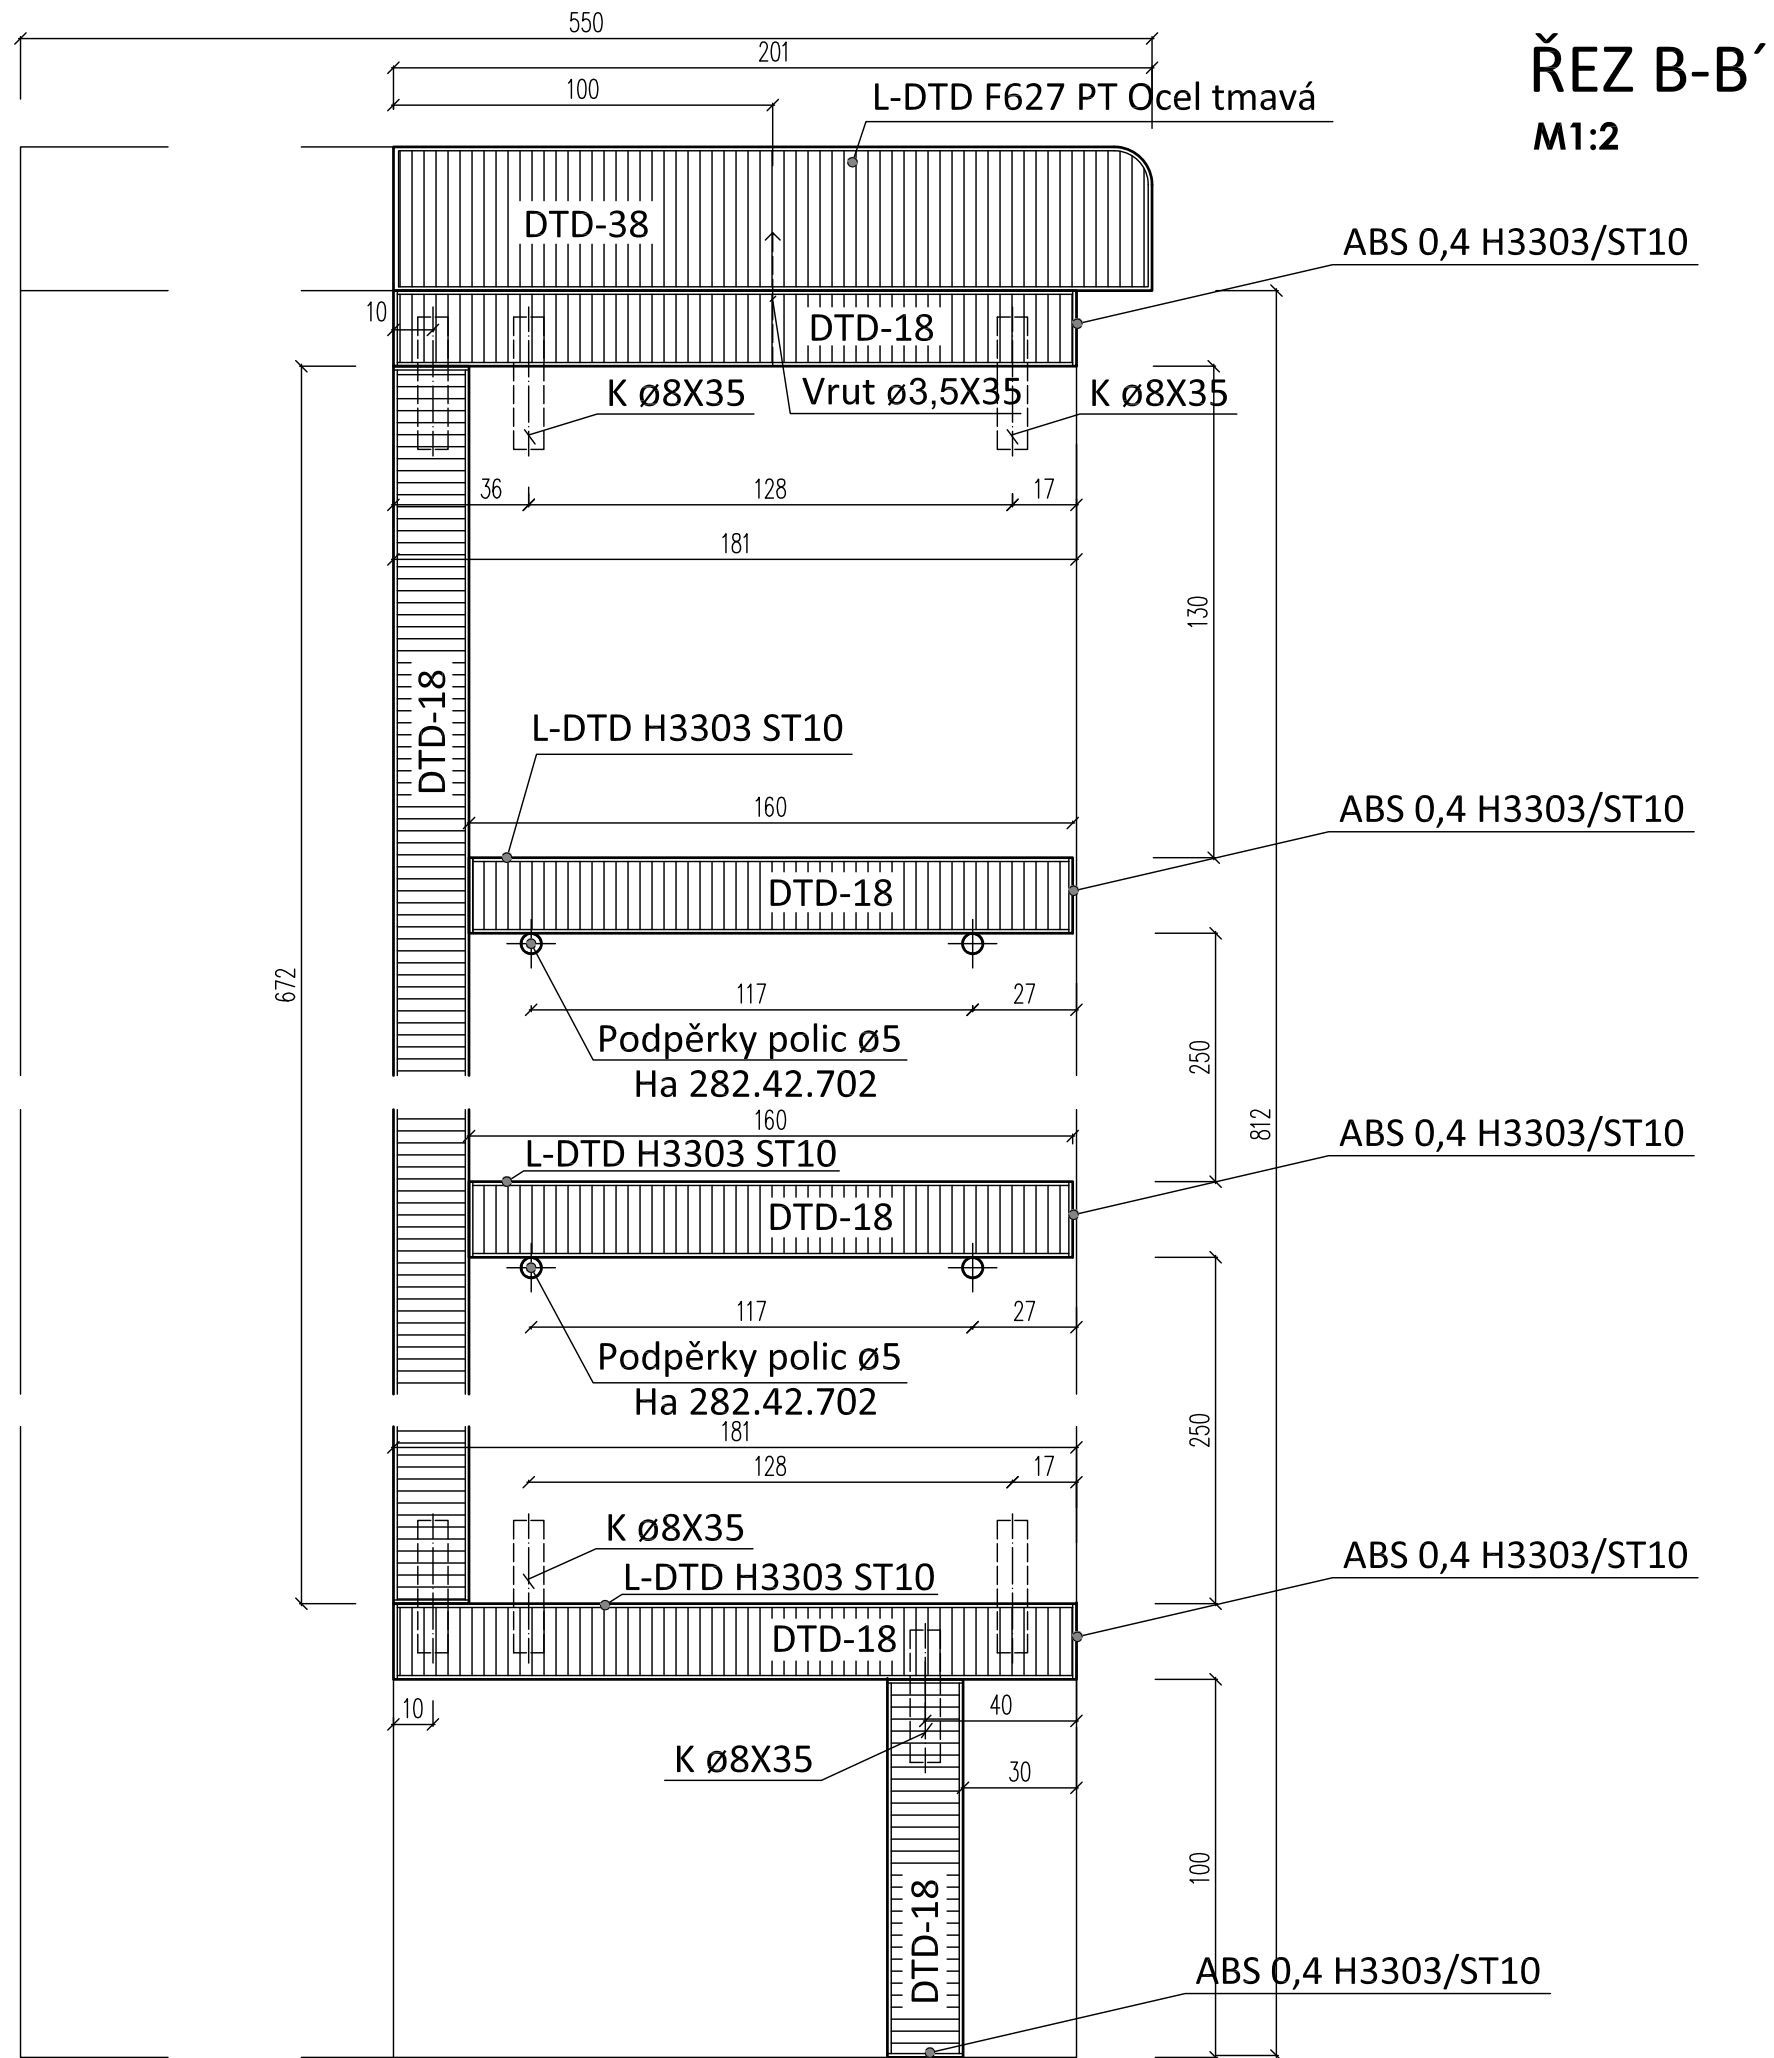 550
201
ŘEZ B-B´
100
L-DTD F627 PT Ocel tmavá
M1:2
DTD-38
ABS 0,4 H3303/ST10
10
DTD-18
K ø8X35
Vrut ø3,5X35
K ø8X35
36
128
17
181
130
DTD-18
L-DTD H3303 ST10
160
ABS 0,4 H3303/ST10
DTD-18
672
117
27
Podpěrky polic ø5
Ha 282.42.702
250
812
160
ABS 0,4 H3303/ST10
L-DTD H3303 ST10
DTD-18
117
27
Podpěrky polic ø5
Ha 282.42.702
181
250
128
17
K ø8X35
L-DTD H3303 ST10
ABS 0,4 H3303/ST10
DTD-18
10
40
K ø8X35
30
100
DTD-18
ABS 0,4 H3303/ST10